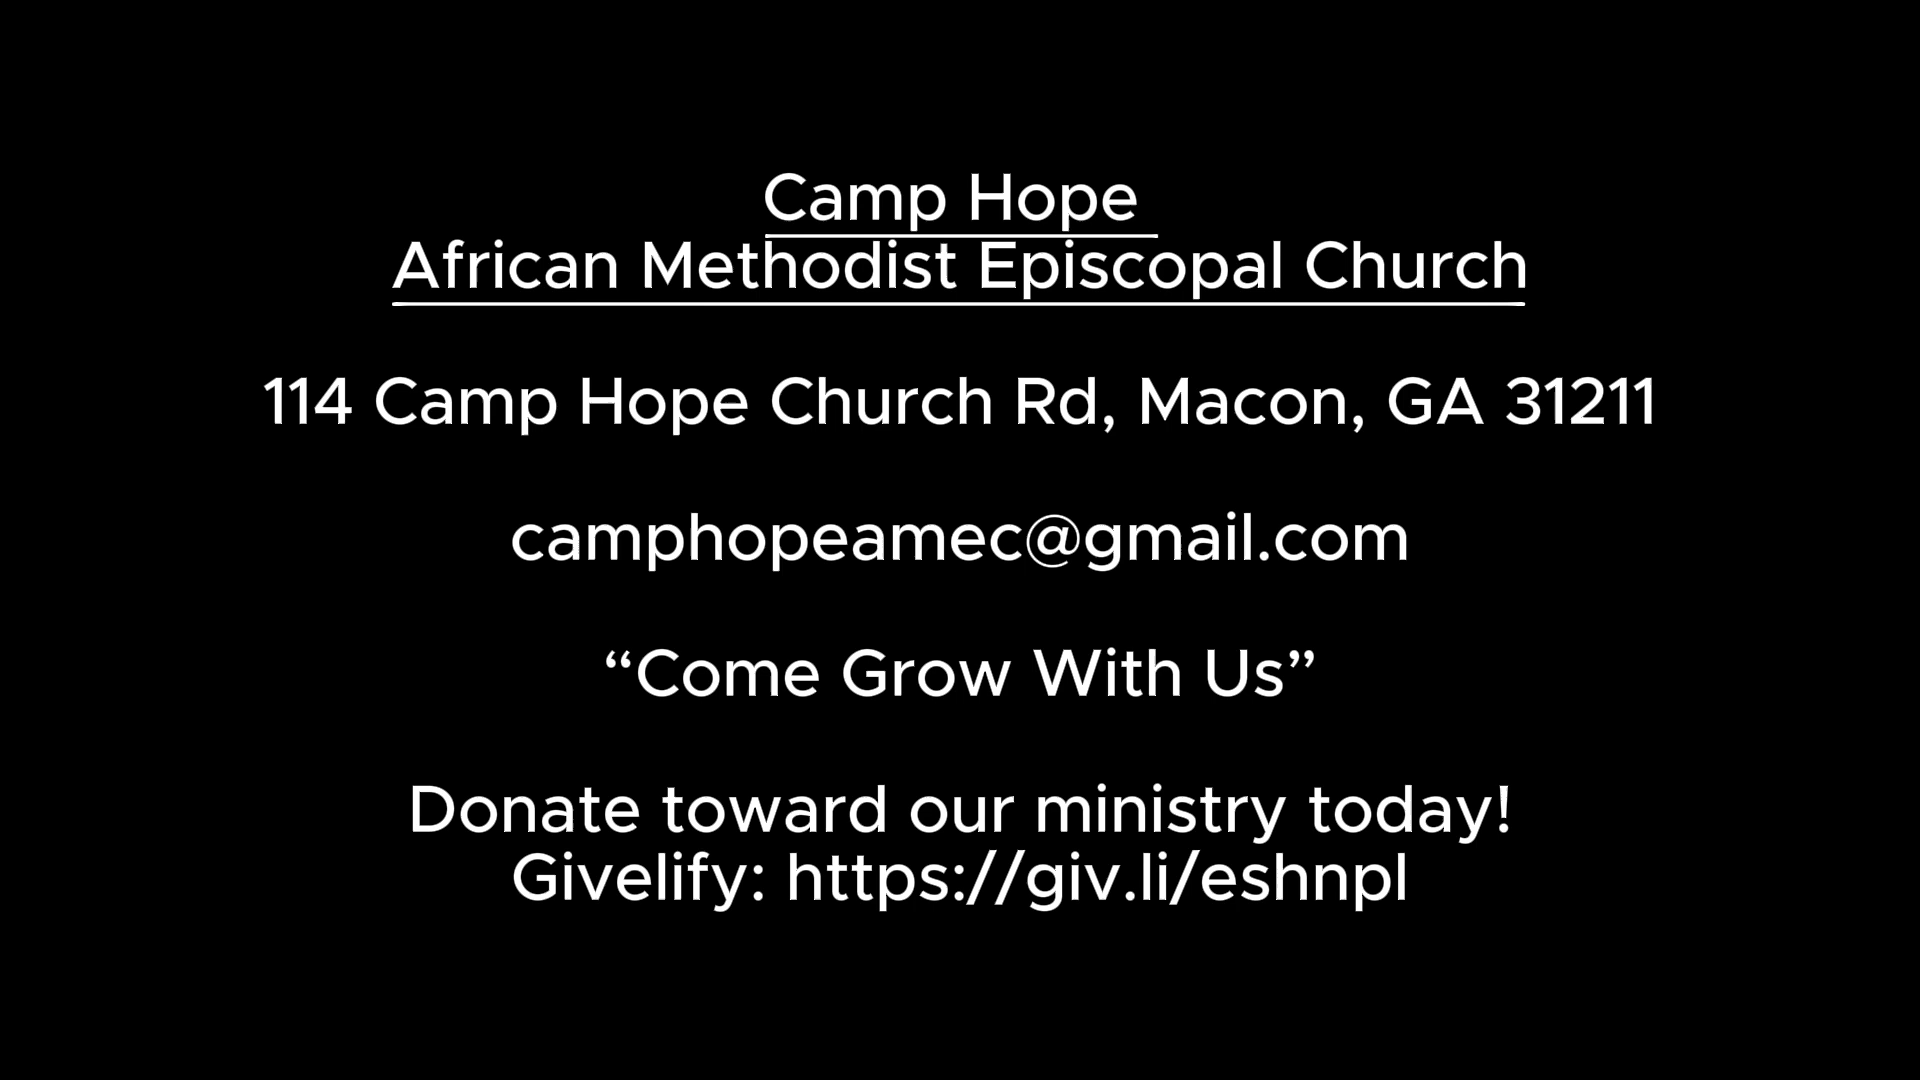 Camp Hope
African Methodist Episcopal Church
114 Camp Hope Church Rd, Macon, GA 31211
camphopeamec@gmail.com
“Come Grow With Us”
Donate toward our ministry today!
Givelify: https://giv.li/eshnpl